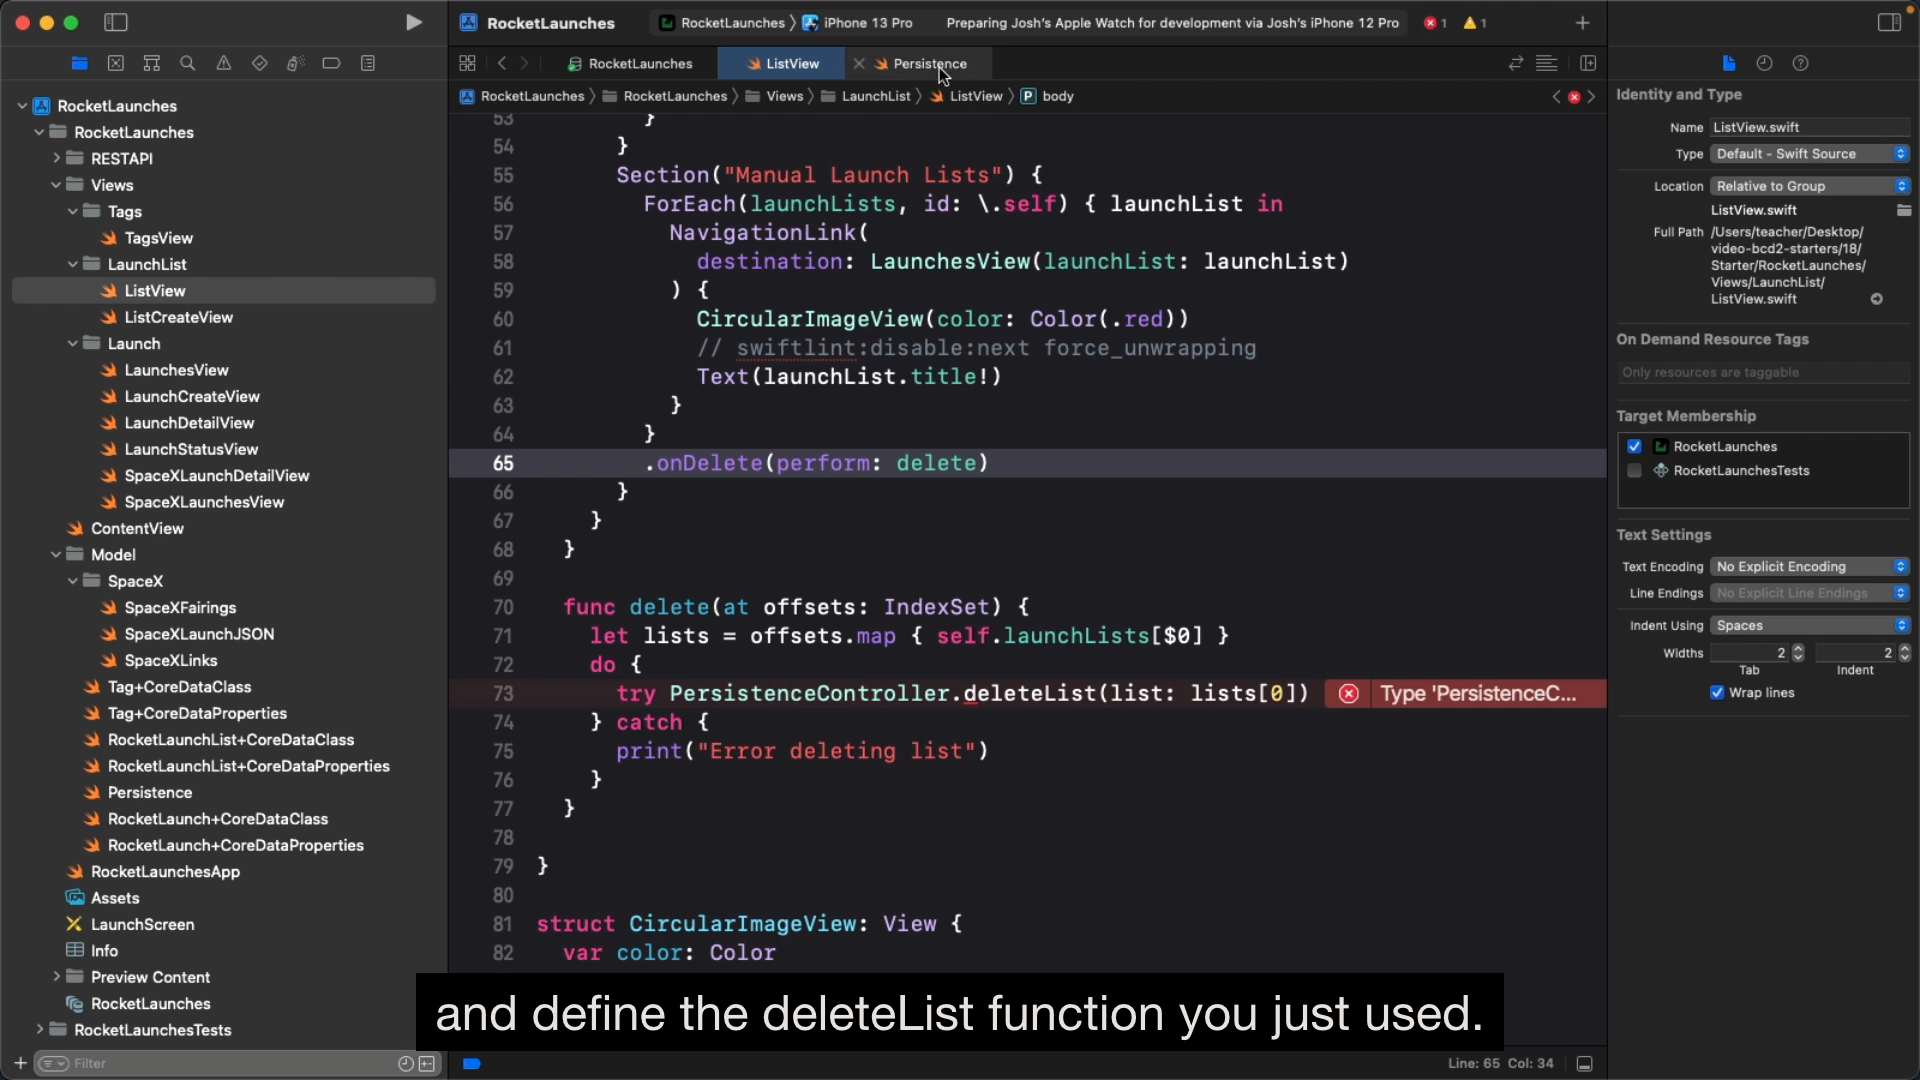 RocketLaunches
RocketLaunches
iPhone 13 Pro
Preparing Josh's Apple Watch for development via Josh's iPhone 12 Pro
1
1
RocketLaunches
ListView
Persistence
RocketLaunches
RocketLaunches
Views
LaunchList
ListView
P
body
RocketLaunches
RocketLaunches
RESTAPI
Views
Tags
TagsView
LaunchList
ListView
ListCreateView
Launch
LaunchesView
LaunchCreateView
LaunchDetailView
LaunchStatusView
SpaceXLaunchDetailView
SpaceXLaunchesView
ContentView
Model
SpaceX
SpaceXFairings
SpaceXLaunchJSON
SpaceXLinks
Tag+CoreDataClass
Tag+CoreDataProperties
RocketLaunchList+CoreDataClass
RocketLaunchList+CoreDataProperties
Persistence
RocketLaunch+CoreDataClass
RocketLaunch+CoreDataProperties
RocketLaunchesApp
Assets
LaunchScreen
Info
Preview Content
RocketLaunches
RocketLaunchesTests
Filter
53 }
54 }
55 Section("Manual Launch Lists") {
56 ForEach(launchLists, id: \.self) { launchList in
57 NavigationLink(
58 destination: LaunchesView(launchList: launchList)
59 ) {
60 CircularImageView(color: Color(.red))
61 // swiftlint:disable:next force_unwrapping
62 Text(launchList.title!)
63 }
64 }
65 .onDelete(perform: delete)
66 }
67 }
68 }
69
70 func delete(at offsets: IndexSet) {
71 let lists = offsets.map { self.launchLists[$0] }
72 do {
73 try PersistenceController.deleteList(list: lists[0]) Type 'PersistenceC...
74 } catch {
75 print("Error deleting list")
76 }
77 }
78
79 }
80
81 struct CircularImageView: View {
82 var color: Color
and define the deleteList function you just used.
Line: 65 Col: 34
Identity and Type
Name ListView.swift
Type Default - Swift Source
Location Relative to Group
ListView.swift
Full Path /Users/teacher/Desktop/
video-bcd2-starters/18/
Starter/RocketLaunches/
Views/LaunchList/
ListView.swift
On Demand Resource Tags
Only resources are taggable
Target Membership
RocketLaunches
RocketLaunchesTests
Text Settings
Text Encoding No Explicit Encoding
Line Endings No Explicit Line Endings
Indent Using Spaces
Widths 2 2
Tab Indent
Wrap lines